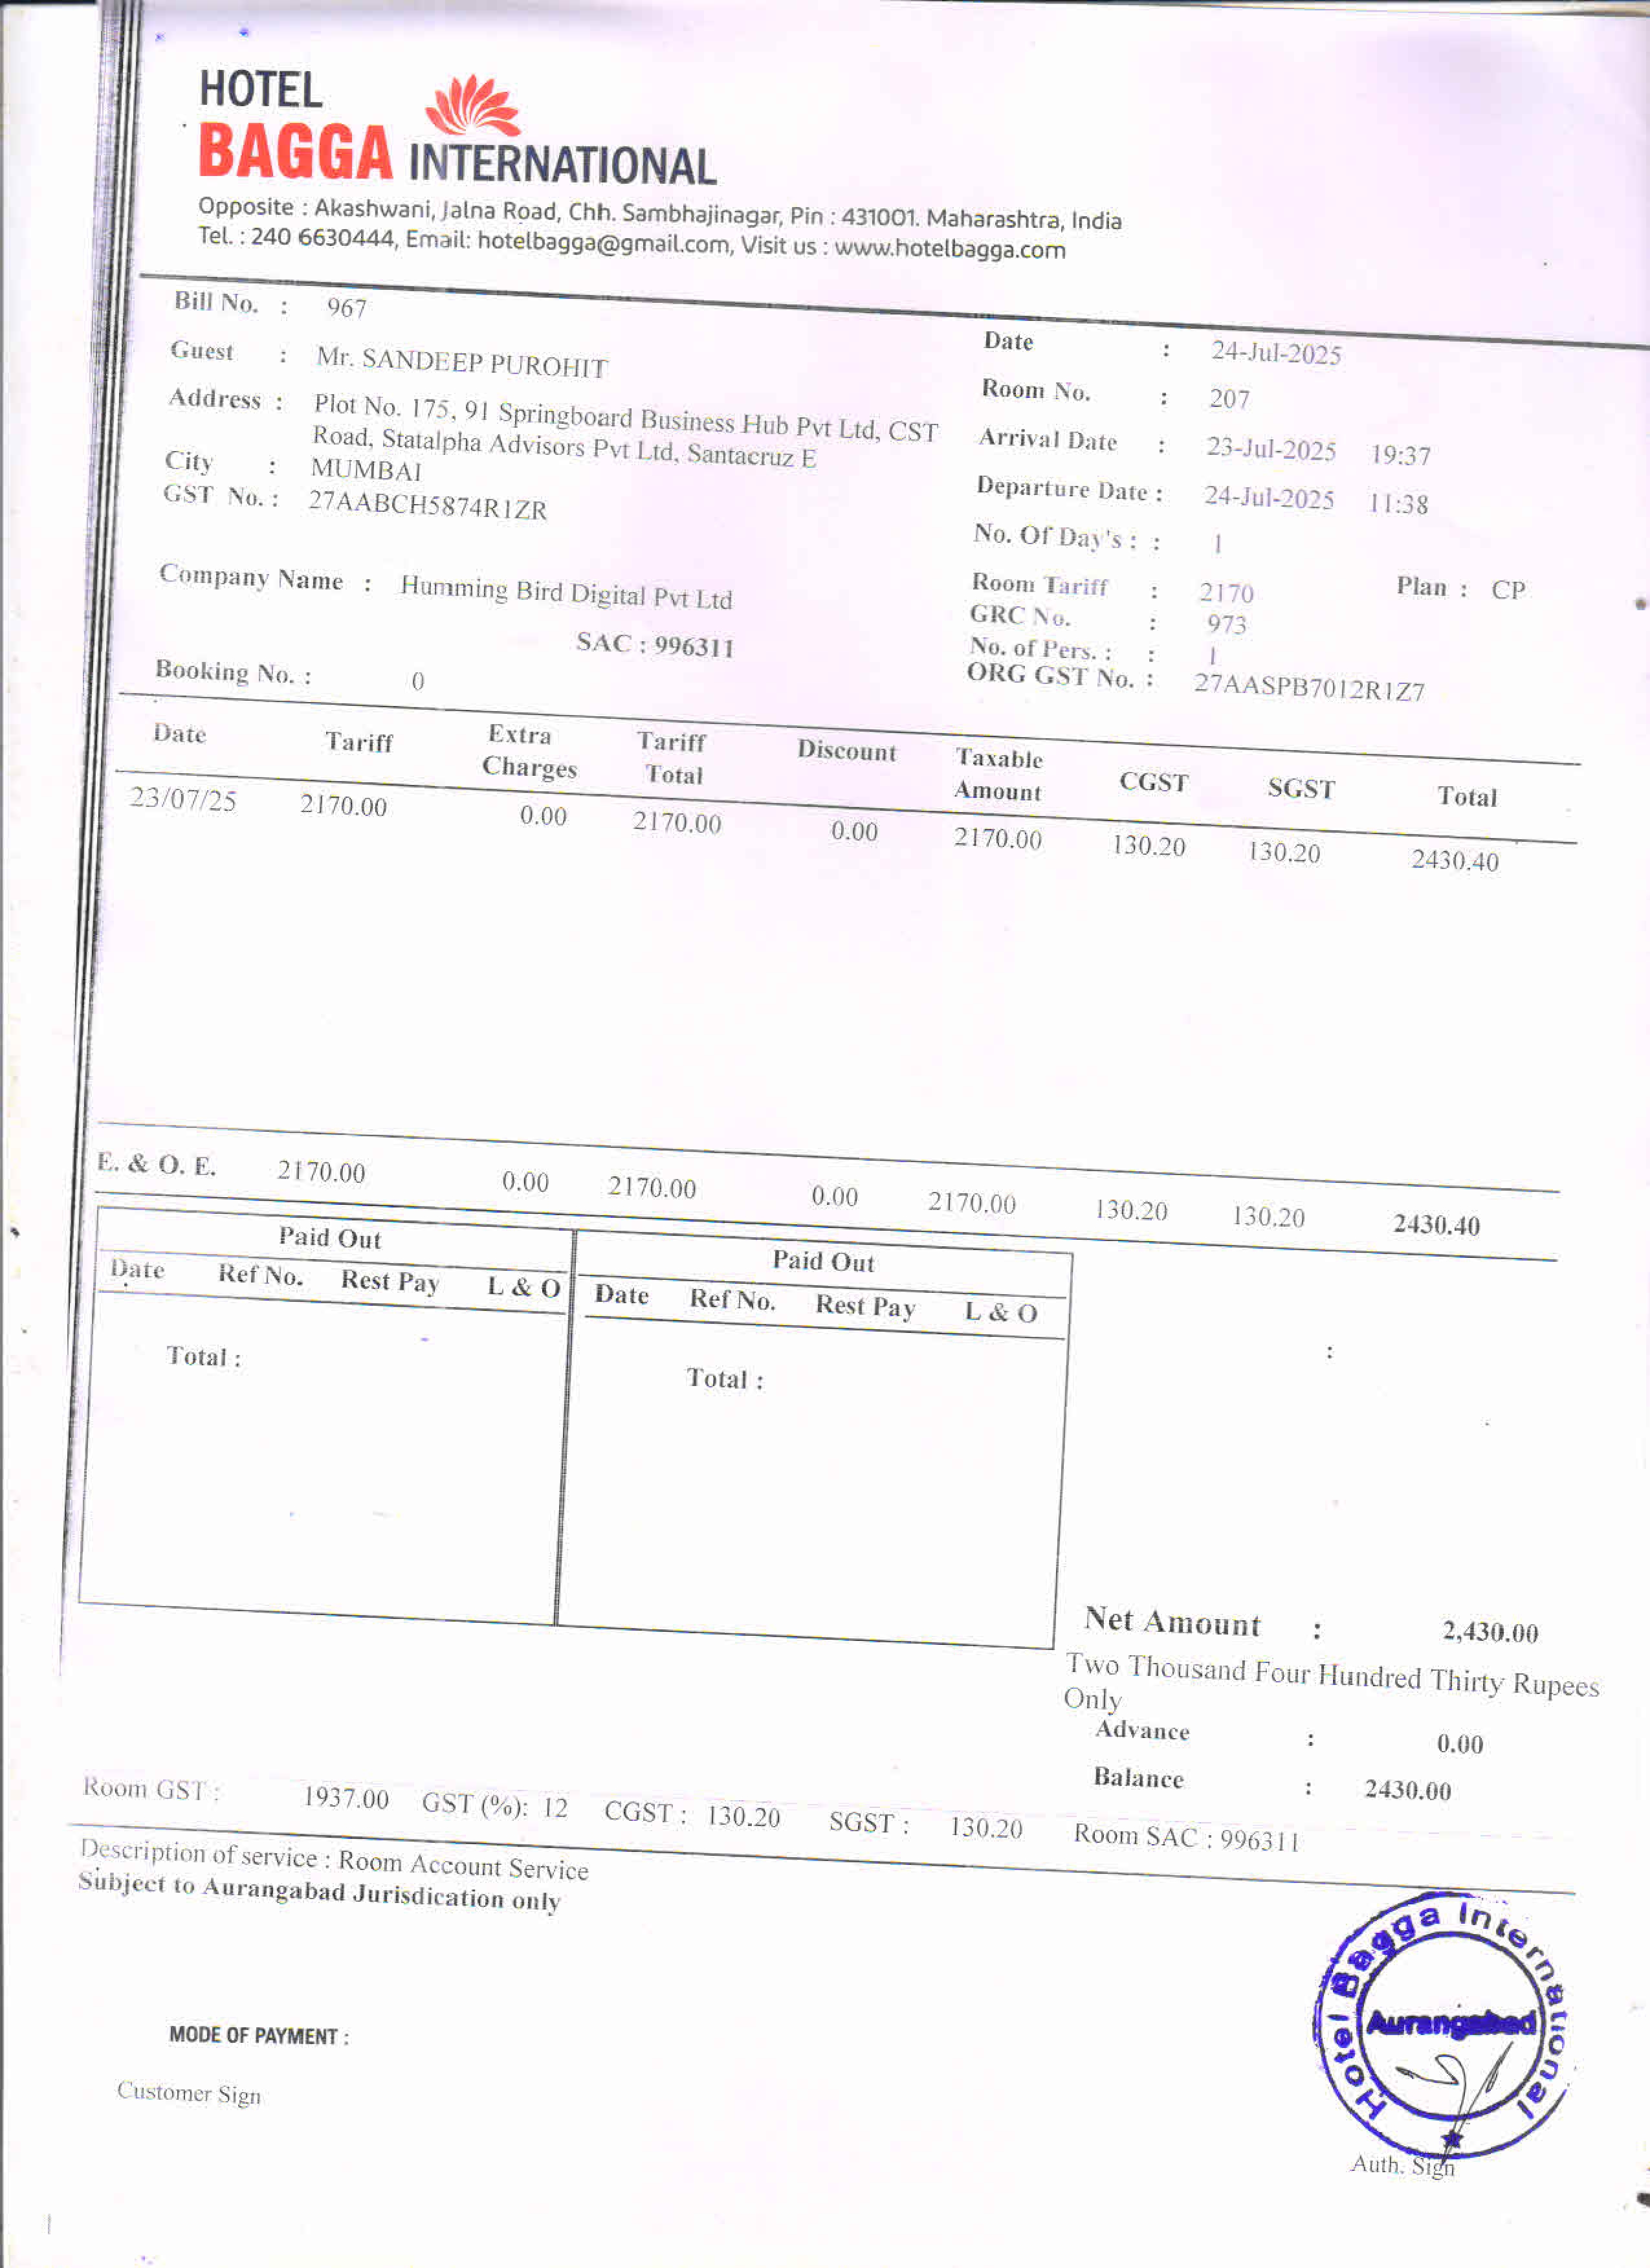 HOTEL
BAGGA INTERNATIONAL
Opposite : Akashwani, Jalna Road, Chh. Sambhajinagar, Pin : 431001. Maharashtra, India
Tel. : 240 6630444, Email: hotelbagga@gmail.com, Visit us : www.hotelbagga.com
Bill No. : 967
Guest : Mr. SANDEEP PUROHIT
Address : Plot No. 175, 91 Springboard Business Hub Pvt Ltd, CST
Road, Statalpha Advisors Pvt Ltd, Santacruz E
City : MUMBAI
GST No. : 27AABCH5874R1ZR
Company Name : Humming Bird Digital Pvt Ltd
SAC : 996311
Booking No. : 0
Date : 24-Jul-2025
Room No. : 207
Arrival Date : 23-Jul-2025 19:37
Departure Date : 24-Jul-2025 11:38
No. Of Day's : : 1
Room Tariff : 2170 Plan : CP
GRC No. : 973
No. of Pers. : : 1
ORG GST No. : 27AASPB7012R1Z7
Date Tariff Extra Charges Tariff Total Discount Taxable Amount CGST SGST Total
23/07/25 2170.00 0.00 2170.00 0.00 2170.00 130.20 130.20 2430.40
E. & O. E. 2170.00 0.00 2170.00 0.00 2170.00 130.20 130.20 2430.40
Paid Out
Date Ref No. Rest Pay L & O
Total :
Paid Out
Date Ref No. Rest Pay L & O
Total :
:
Net Amount : 2,430.00
Two Thousand Four Hundred Thirty Rupees
Only
Advance : 0.00
Balance : 2430.00
Room GST : 1937.00 GST (%): 12 CGST : 130.20 SGST : 130.20 Room SAC : 996311
Description of service : Room Account Service
Subject to Aurangabad Jurisdication only
MODE OF PAYMENT :
Customer Sign
Hotel Bagga International
Aurangabad
Auth. Sign